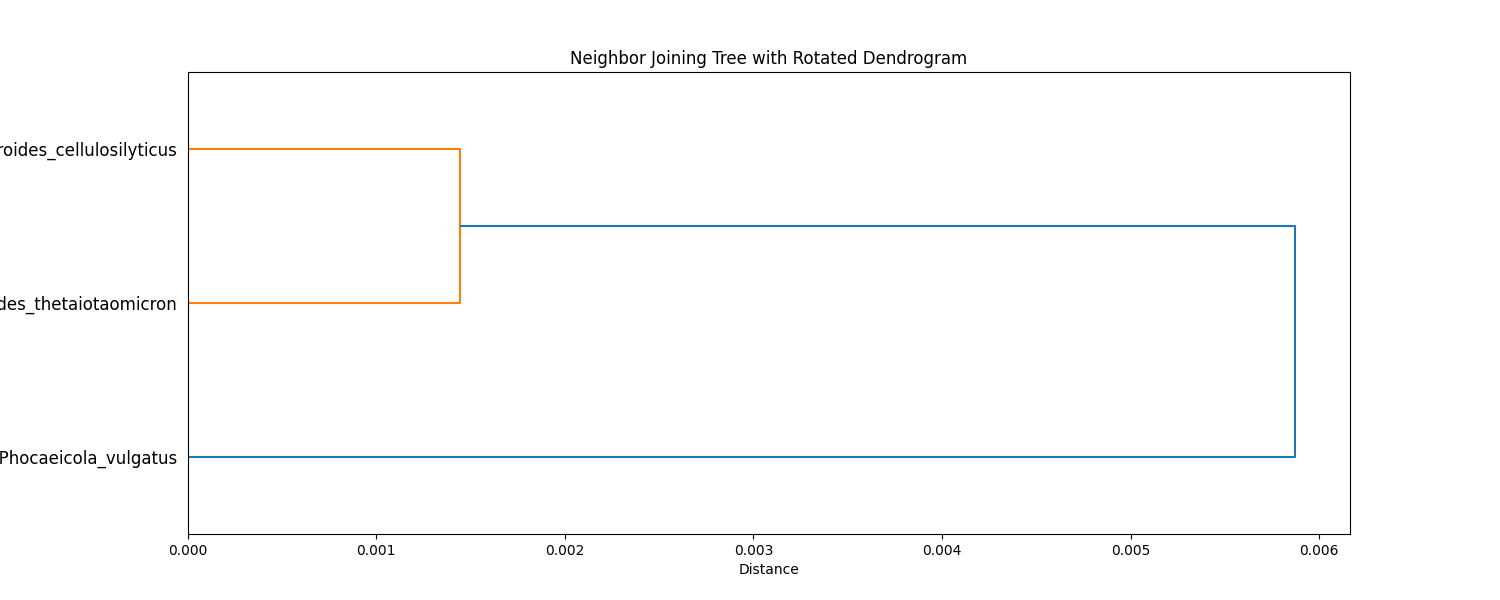 Neighbor Joining Tree with Rotated Dendrogram
roides_cellulosilyticus
des_thetaiotaomicron
Phocaeicola_vulgatus
0.000 0.001 0.002 0.003 0.004 0.005 0.006
Distance